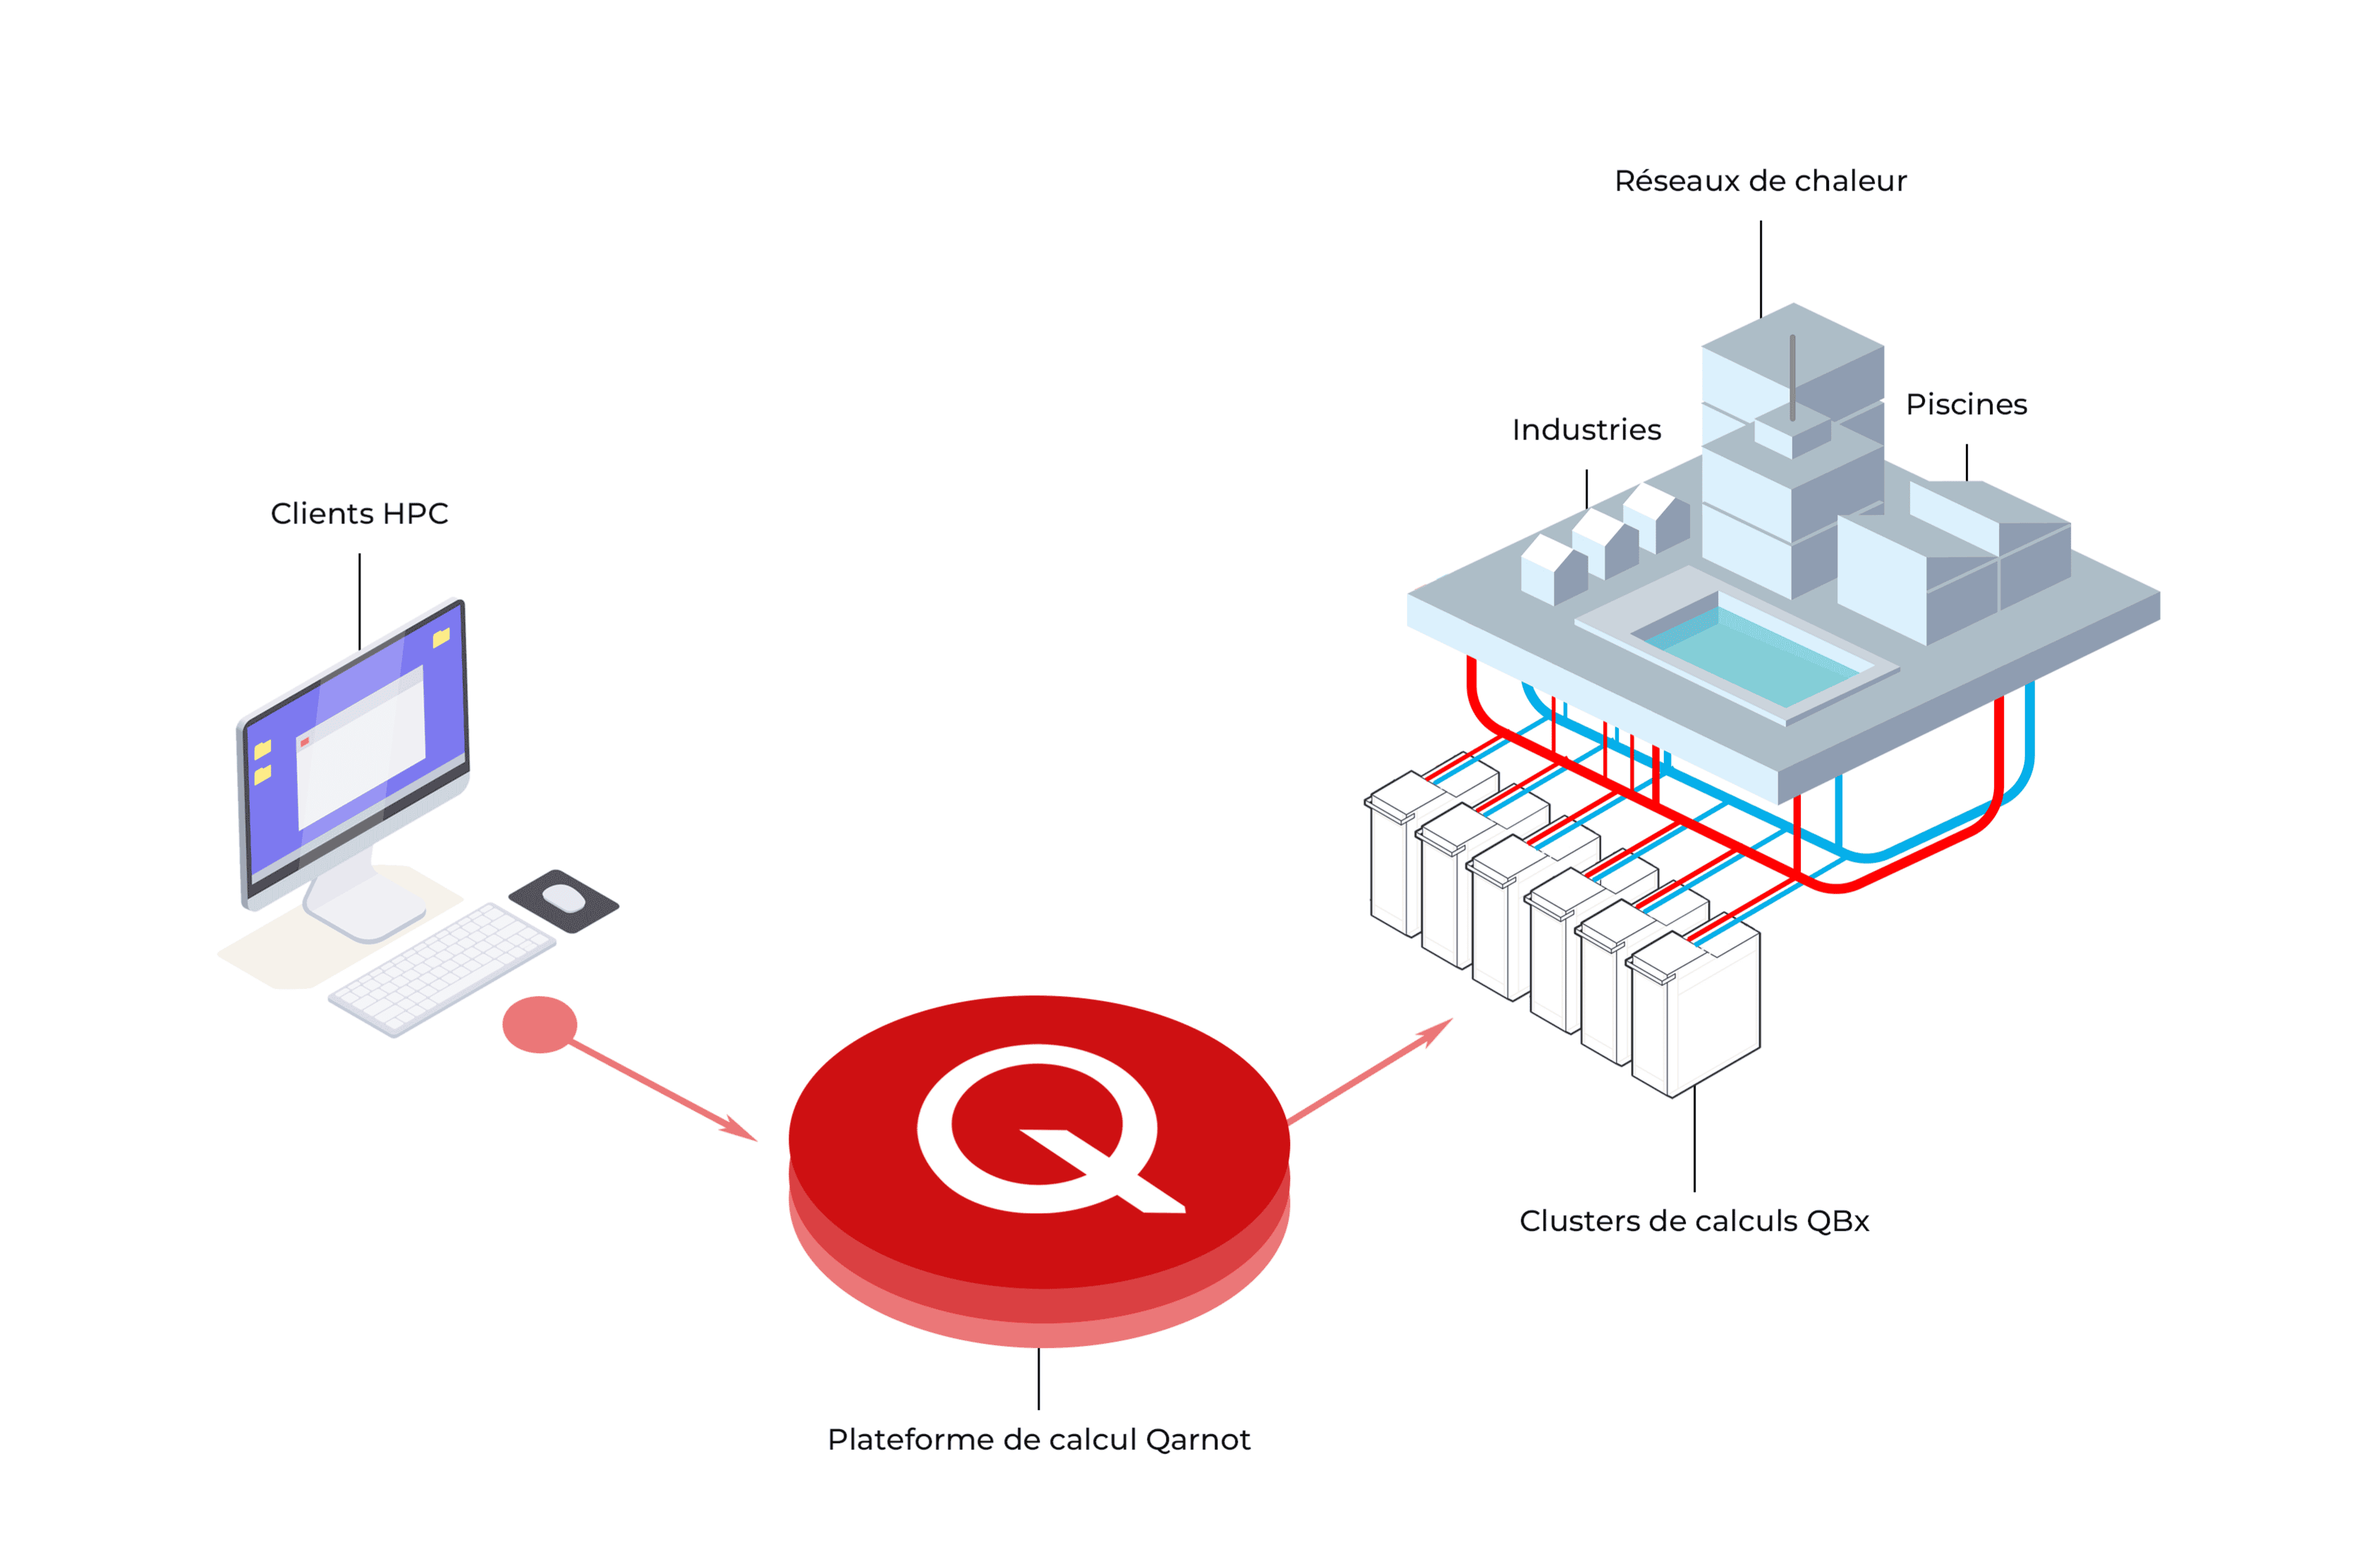 Réseaux de chaleur
Industries
Piscines
Clients HPC
Clusters de calculs QBx
Q
Plateforme de calcul Qarnot